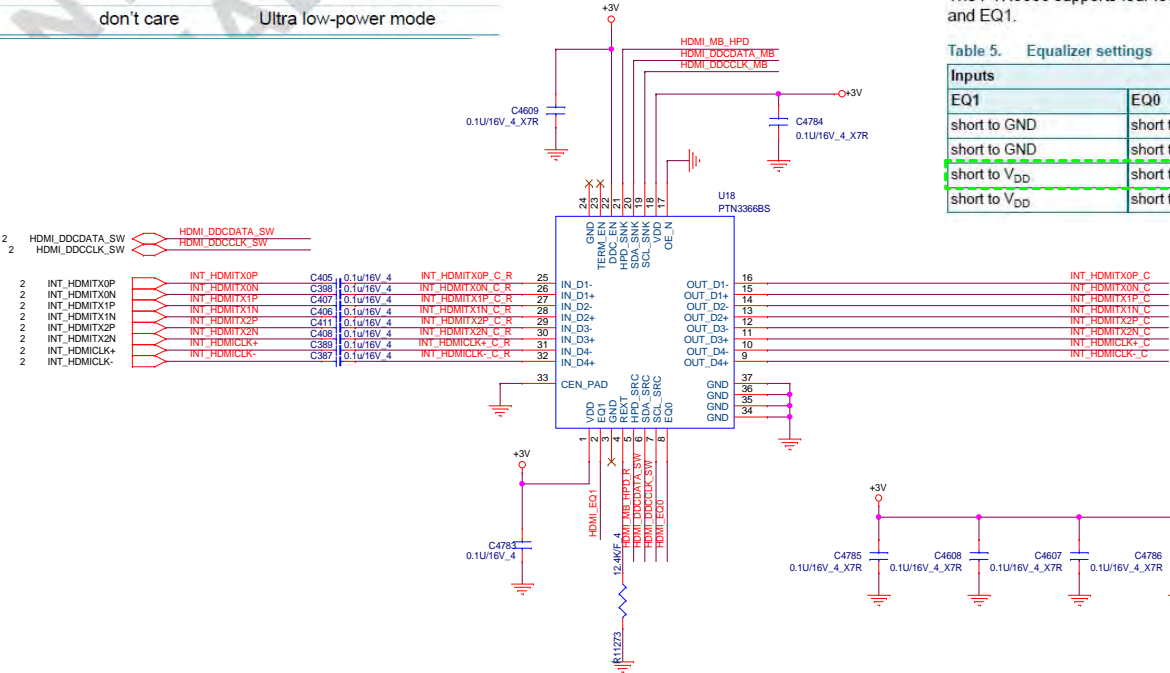 don't care Ultra low-power mode
and EQ1.
Table 5. Equalizer settings
Inputs
EQ1 EQ0
short to GND short
short to GND short
short to VDD short
short to VDD short
+3V
HDMI_MB_HPD
HDMI_DDCDATA_MB
HDMI_DDCCLK_MB
+3V
C4609
0.1U/16V_4_X7R
C4784
0.1U/16V_4_X7R
U18
PTN3366BS
24 23 22 21 20 19 18 17
GND TERM_EN DDC_EN HPD_SNK SDA_SNK SCL_SNK VDD OE_N
2 HDMI_DDCDATA_SW HDMI_DDCDATA_SW
2 HDMI_DDCCLK_SW HDMI_DDCCLK_SW
2 INT_HDMITX0P INT_HDMITX0P C405 0.1u/16V_4 INT_HDMITX0P_C_R 25 IN_D1- OUT_D1- 16 INT_HDMITX0P_C
2 INT_HDMITX0N INT_HDMITX0N C398 0.1u/16V_4 INT_HDMITX0N_C_R 26 IN_D1+ OUT_D1+ 15 INT_HDMITX0N_C
2 INT_HDMITX1P INT_HDMITX1P C407 0.1u/16V_4 INT_HDMITX1P_C_R 27 IN_D2- OUT_D2- 14 INT_HDMITX1P_C
2 INT_HDMITX1N INT_HDMITX1N C406 0.1u/16V_4 INT_HDMITX1N_C_R 28 IN_D2+ OUT_D2+ 13 INT_HDMITX1N_C
2 INT_HDMITX2P INT_HDMITX2P C411 0.1u/16V_4 INT_HDMITX2P_C_R 29 IN_D3- OUT_D3- 12 INT_HDMITX2P_C
2 INT_HDMITX2N INT_HDMITX2N C408 0.1u/16V_4 INT_HDMITX2N_C_R 30 IN_D3+ OUT_D3+ 11 INT_HDMITX2N_C
2 INT_HDMICLK+ INT_HDMICLK+ C389 0.1u/16V_4 INT_HDMICLK+_C_R 31 IN_D4- OUT_D4- 10 INT_HDMICLK+_C
2 INT_HDMICLK- INT_HDMICLK- C387 0.1u/16V_4 INT_HDMICLK-_C_R 32 IN_D4+ OUT_D4+ 9 INT_HDMICLK-_C
33 CEN_PAD GND 37
GND 36
GND 35
GND 34
VDD EQ1 GND REXT HPD_SRC SDA_SRC SCL_SRC EQ0
1 2 3 4 5 6 7 8
+3V
HDMI_EQ1
HDMI_MB_HPD_R
HDMI_DDCDATA_SW
HDMI_DDCCLK_SW
HDMI_EQ0
C4783
0.1U/16V_4
12.4K/F_4
R11273
+3V
C4785 C4608 C4607 C4786
0.1U/16V_4_X7R 0.1U/16V_4_X7R 0.1U/16V_4_X7R 0.1U/16V_4_X7R